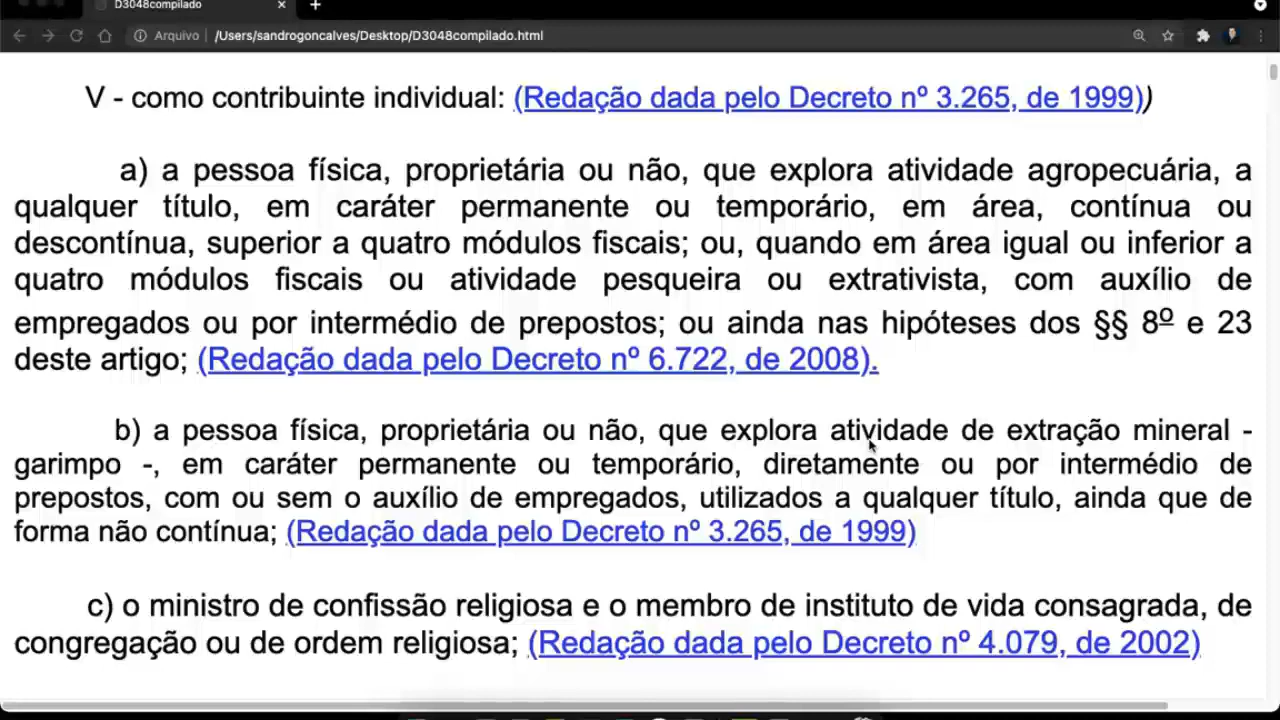 D3048compilado
Arquivo | /Users/sandrogoncalves/Desktop/D3048compilado.html
V - como contribuinte individual: (Redação dada pelo Decreto nº 3.265, de 1999))
a) a pessoa física, proprietária ou não, que explora atividade agropecuária, a
qualquer título, em caráter permanente ou temporário, em área, contínua ou
descontínua, superior a quatro módulos fiscais; ou, quando em área igual ou inferior a
quatro módulos fiscais ou atividade pesqueira ou extrativista, com auxílio de
empregados ou por intermédio de prepostos; ou ainda nas hipóteses dos §§ 8º e 23
deste artigo; (Redação dada pelo Decreto nº 6.722, de 2008).
b) a pessoa física, proprietária ou não, que explora atividade de extração mineral -
garimpo -, em caráter permanente ou temporário, diretamente ou por intermédio de
prepostos, com ou sem o auxílio de empregados, utilizados a qualquer título, ainda que de
forma não contínua; (Redação dada pelo Decreto nº 3.265, de 1999)
c) o ministro de confissão religiosa e o membro de instituto de vida consagrada, de
congregação ou de ordem religiosa; (Redação dada pelo Decreto nº 4.079, de 2002)